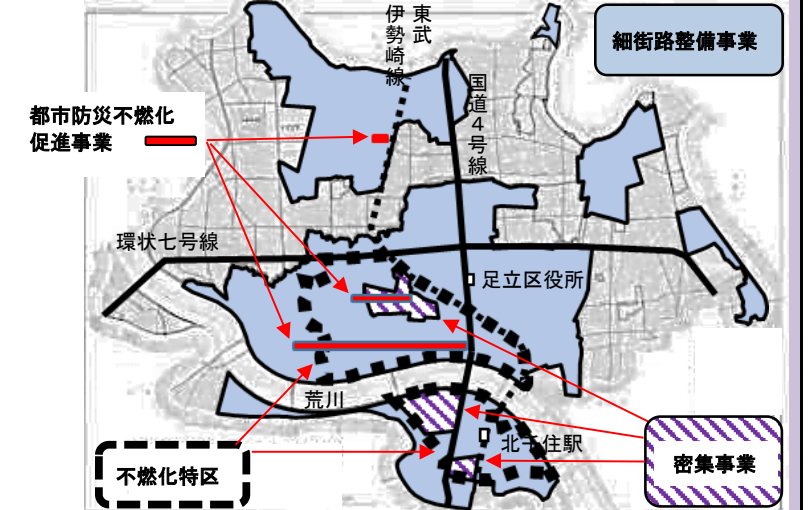 東武
伊勢崎線
細街路整備事業
国道４号線
都市防災不燃化
促進事業
環状七号線
足立区役所
荒川
北千住駅
不燃化特区
密集事業